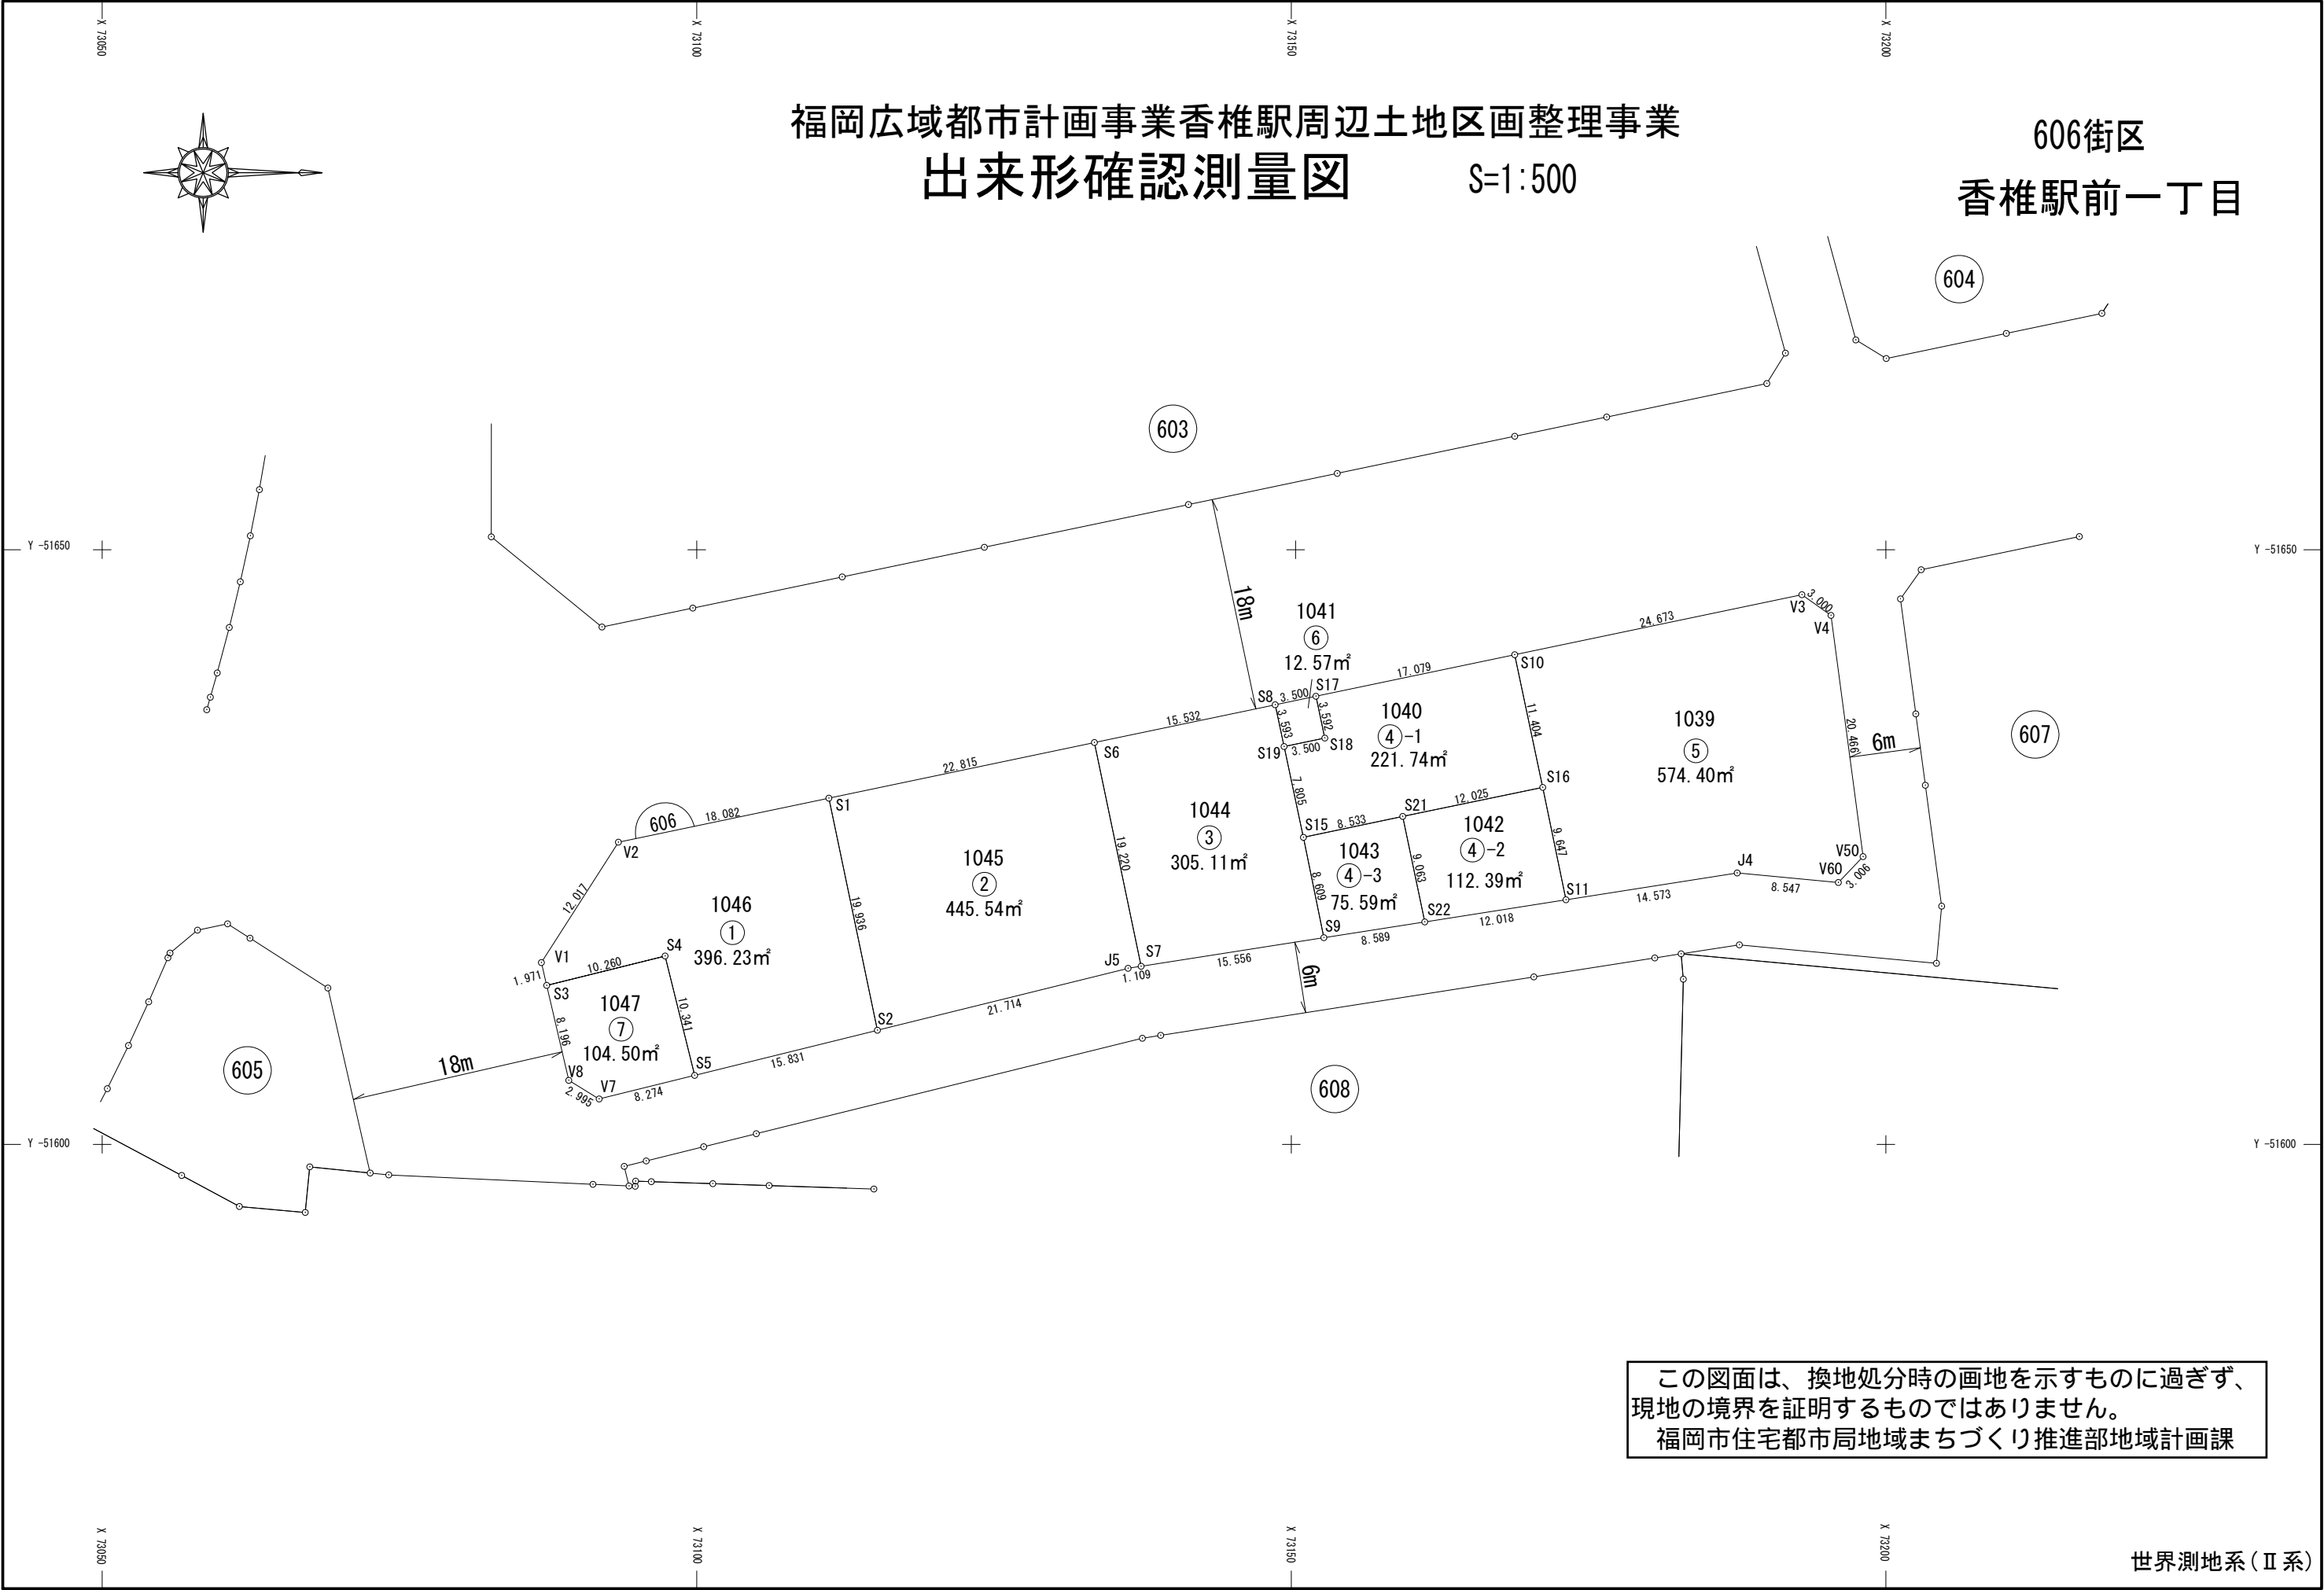 X 73050
X 73100
X 73150
X 73200
福岡広域都市計画事業香椎駅周辺土地区画整理事業
出来形確認測量図
S=1:500
606街区
香椎駅前一丁目
604
603
Y -51650
Y -51650
18m
1041
⑥
12.57㎡
V3
3.000
V4
24.673
17.079
S10
S17
S8
3.500
3.593
3.592
S19
3.500
S18
1040
④-1
221.74㎡
11.404
1039
⑤
574.40㎡
20.466
6m
607
15.532
S6
22.815
S1
18.082
606
V2
12.017
7.805
S16
12.025
S21
8.533
S15
1044
③
305.11㎡
19.220
1045
②
445.54㎡
19.936
1046
①
396.23㎡
1043
④-3
75.59㎡
8.609
9.063
1042
④-2
112.39㎡
9.647
S11
14.573
J4
8.547
V60
V50
3.006
12.018
S22
8.589
S9
15.556
6m
S7
J5
1.109
21.714
S2
15.831
S5
10.341
S4
10.260
V1
1.971
S3
8.196
1047
⑦
104.50㎡
V8
2.995
V7
8.274
18m
605
608
Y -51600
Y -51600
この図面は、換地処分時の画地を示すものに過ぎず、
現地の境界を証明するものではありません。
福岡市住宅都市局地域まちづくり推進部地域計画課
X 73050
X 73100
X 73150
X 73200
世界測地系(Ⅱ系)